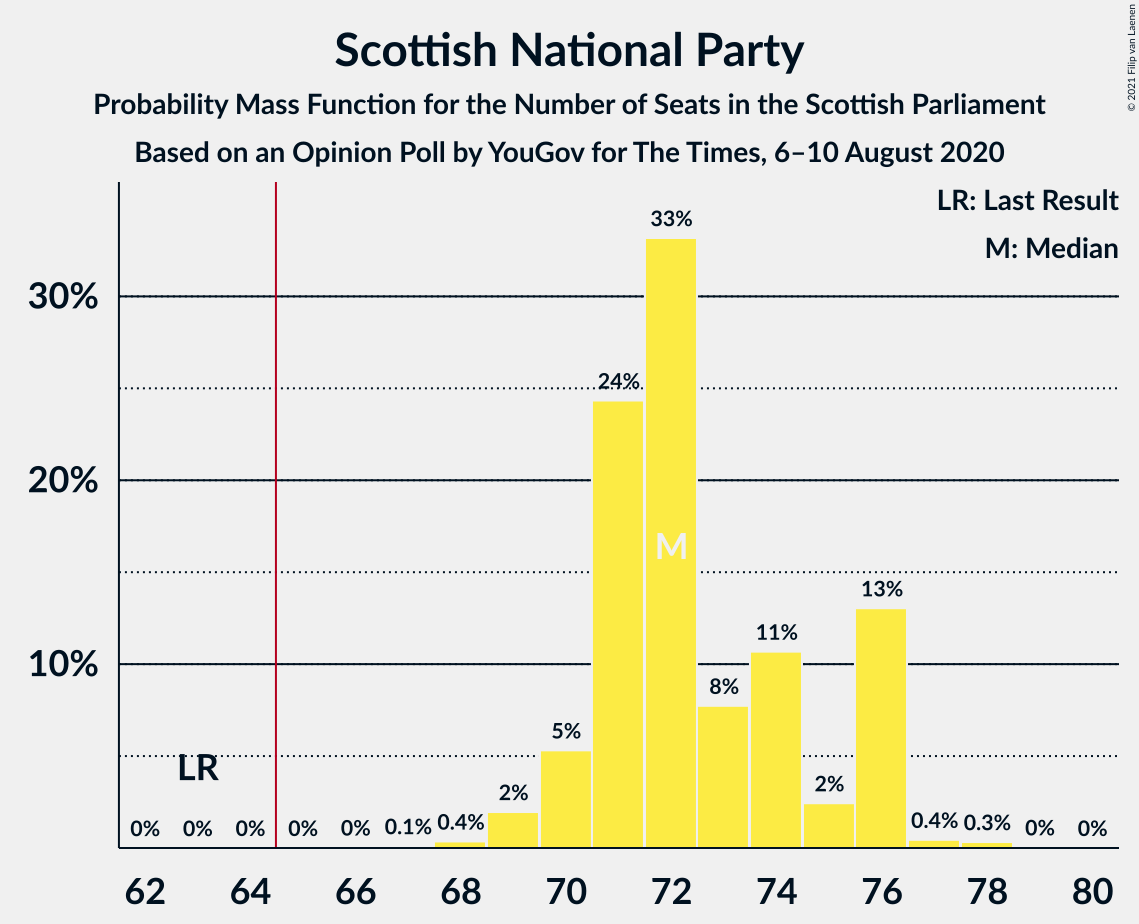 Scottish National Party
Probability Mass Function for the Number of Seats in the Scottish Parliament
Based on an Opinion Poll by YouGov for The Times, 6–10 August 2020
© 2021 Filip van Laenen
LR: Last Result
M: Median
33%
30%
24%
20%
M
13%
11%
10%
8%
5%
LR
2%
2%
0% 0% 0% 0% 0% 0.1% 0.4% 0.4% 0.3% 0% 0%
62 64 66 68 70 72 74 76 78 80